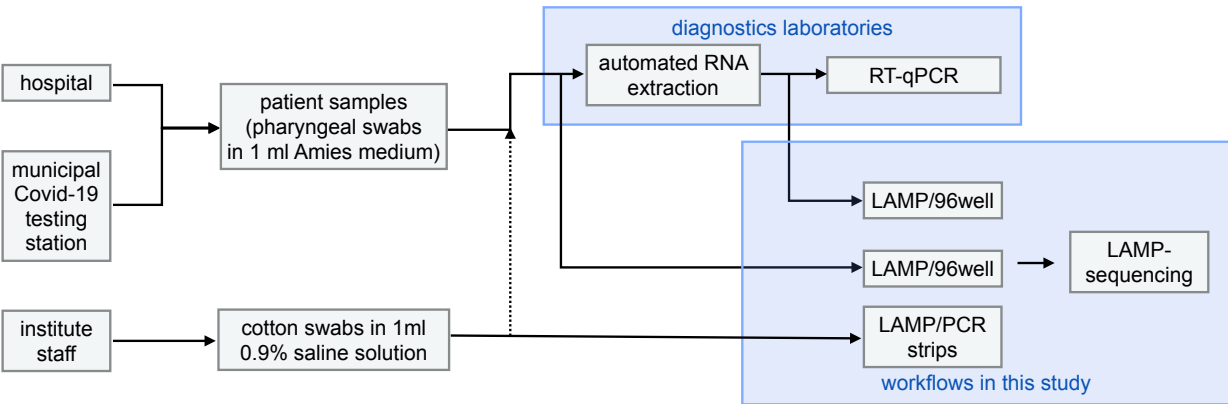 diagnostics laboratories
hospital
automated RNA
extraction
RT-qPCR
patient samples
(pharyngeal swabs
in 1 ml Amies medium)
municipal
Covid-19
testing
station
LAMP/96well
LAMP/96well
LAMP-
sequencing
institute
staff
cotton swabs in 1ml
0.9% saline solution
LAMP/PCR
strips
workflows in this study